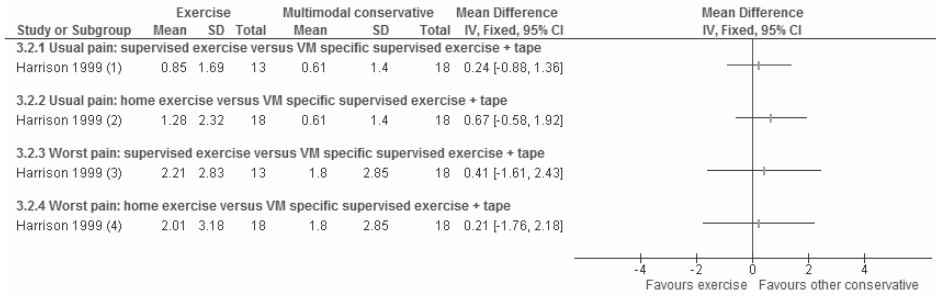 Exercise Multimodal conservative Mean Difference Mean Difference
Study or Subgroup Mean SD Total Mean SD Total IV, Fixed, 95% CI IV, Fixed, 95% CI
3.2.1 Usual pain: supervised exercise versus VM specific supervised exercise + tape
Harrison 1999 (1) 0.85 1.69 13 0.61 1.4 18 0.24 [-0.88, 1.36]
3.2.2 Usual pain: home exercise versus VM specific supervised exercise + tape
Harrison 1999 (2) 1.28 2.32 18 0.61 1.4 18 0.67 [-0.58, 1.92]
3.2.3 Worst pain: supervised exercise versus VM specific supervised exercise + tape
Harrison 1999 (3) 2.21 2.83 13 1.8 2.85 18 0.41 [-1.61, 2.43]
3.2.4 Worst pain: home exercise versus VM specific supervised exercise + tape
Harrison 1999 (4) 2.01 3.18 18 1.8 2.85 18 0.21 [-1.76, 2.18]
-4 -2 0 2 4
Favours exercise Favours other conservative